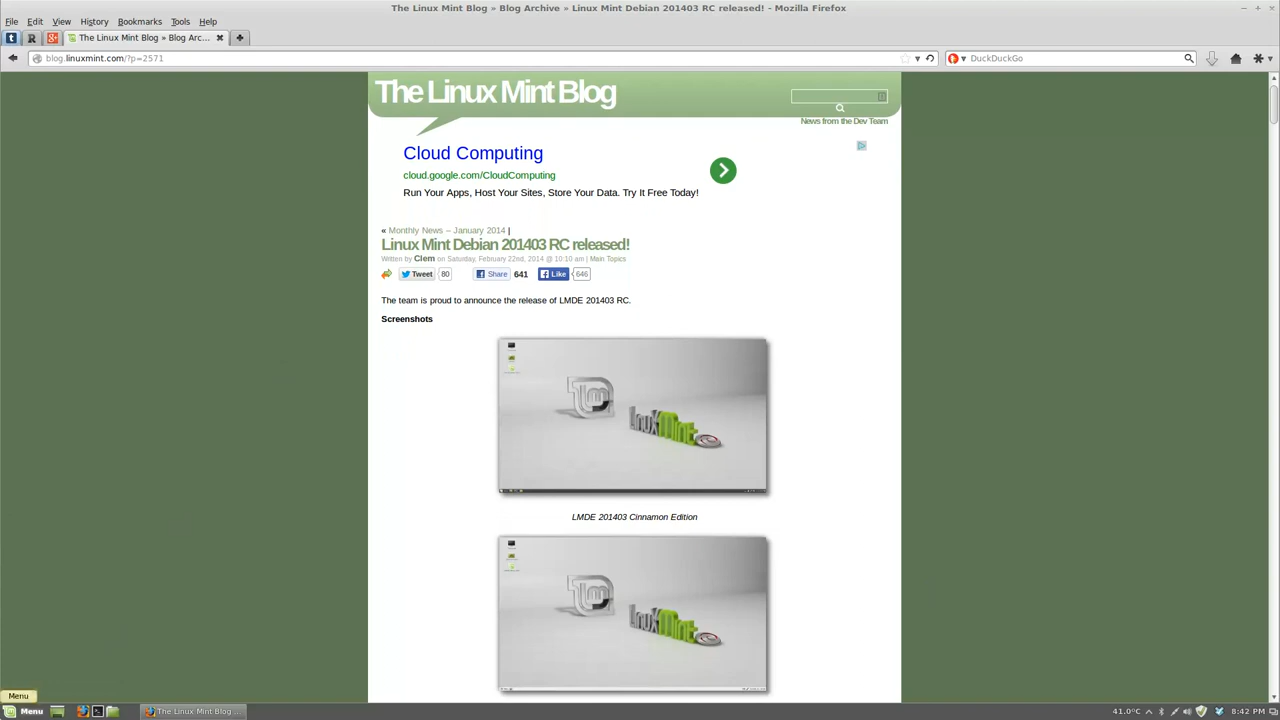 The Linux Mint Blog » Blog Archive » Linux Mint Debian 201403 RC released! - Mozilla Firefox
File Edit View History Bookmarks Tools Help
The Linux Mint Blog » Blog Arc...
blog.linuxmint.com/?p=2571
DuckDuckGo
The Linux Mint Blog
News from the Dev Team
Cloud Computing
cloud.google.com/CloudComputing
Run Your Apps, Host Your Sites, Store Your Data. Try It Free Today!
« Monthly News – January 2014 |
Linux Mint Debian 201403 RC released!
Written by Clem on Saturday, February 22nd, 2014 @ 10:10 am | Main Topics
Tweet 80 Share 641 Like 646
The team is proud to announce the release of LMDE 201403 RC.
Screenshots
LinuxMint
LMDE 201403 Cinnamon Edition
LinuxMint
Menu
Menu
The Linux Mint Blog ...
41.0°C
8:42 PM